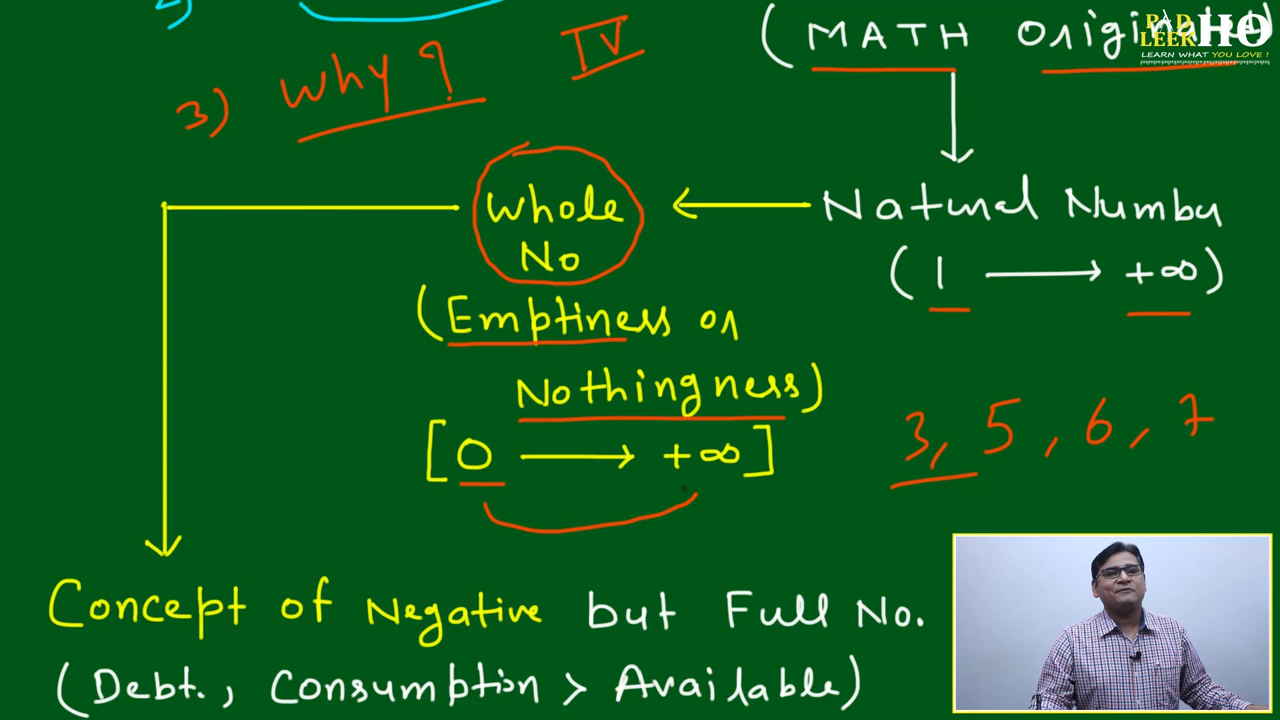 (MATH Originated)
LEARN WHAT YOU LOVE !
3) Why?
IV
Whole
No
Natural Number
(1 → +∞)
(Emptiness or
Nothingness)
[0 → +∞]
3, 5, 6, 7
Concept of Negative but Full No.
(Debt., Consumption > Available)